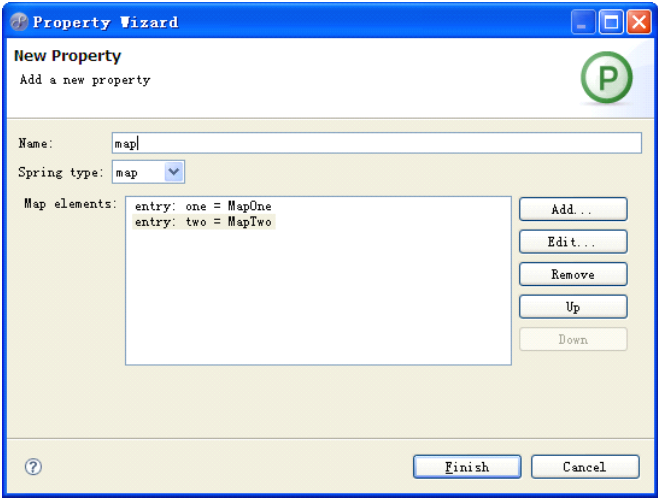 Property Wizard
New Property
Add a new property
P
Name: map
Spring type: map
Map elements: entry: one = MapOne
entry: two = MapTwo
Add...
Edit...
Remove
Up
Down
?
Finish Cancel